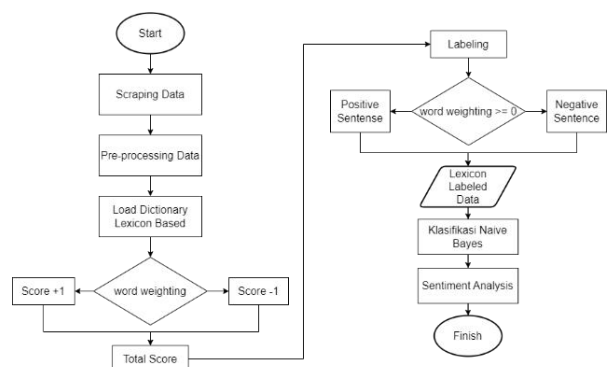 Start
Scraping Data
Pre-processing Data
Load Dictionary
Lexicon Based
word weighting
Score +1
Score -1
Total Score
Labeling
word weighting >= 0
Positive
Sentense
Negative
Sentence
Lexicon
Labeled
Data
Klasifikasi Naive
Bayes
Sentiment Analysis
Finish